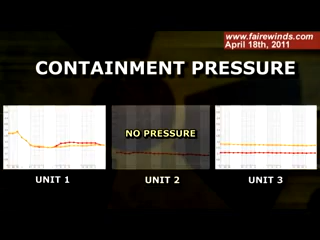 www.fairewinds.com
April 18th, 2011
CONTAINMENT PRESSURE
NO PRESSURE
UNIT 1
UNIT 2
UNIT 3